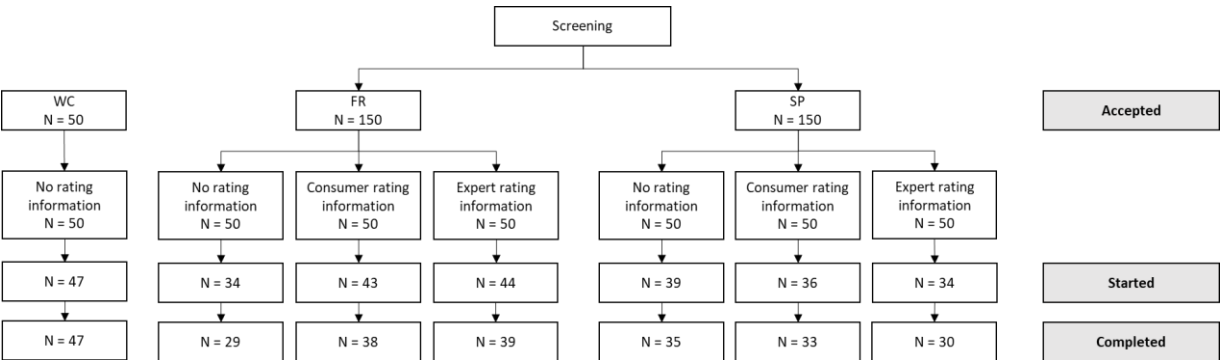 Screening
WC
N = 50
FR
N = 150
SP
N = 150
Accepted
No rating
information
N = 50
No rating
information
N = 50
Consumer rating
information
N = 50
Expert rating
information
N = 50
No rating
information
N = 50
Consumer rating
information
N = 50
Expert rating
information
N = 50
N = 47
N = 34
N = 43
N = 44
N = 39
N = 36
N = 34
Started
N = 47
N = 29
N = 38
N = 39
N = 35
N = 33
N = 30
Completed